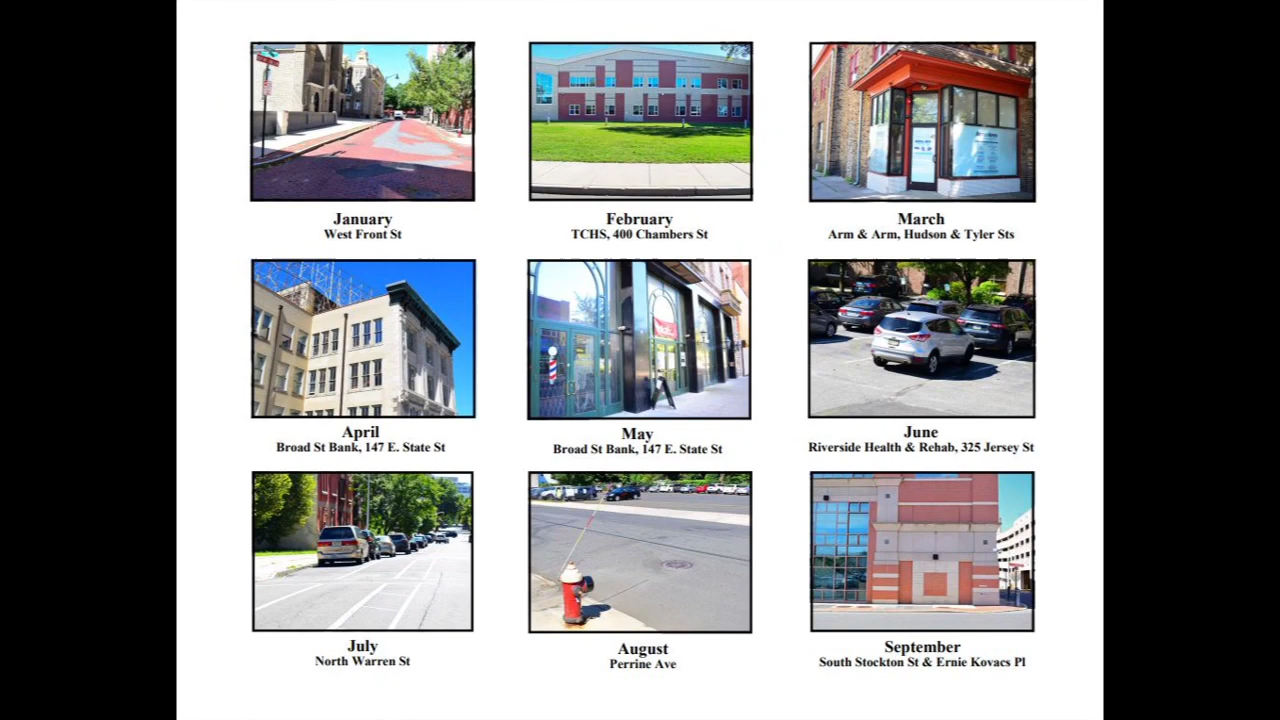 January
West Front St
February
TCHS, 400 Chambers St
March
Arm & Arm, Hudson & Tyler Sts
April
Broad St Bank, 147 E. State St
May
Broad St Bank, 147 E. State St
June
Riverside Health & Rehab, 325 Jersey St
July
North Warren St
August
Perrine Ave
September
South Stockton St & Ernie Kovacs Pl